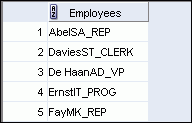 Employees
1 AbelSA_REP
2 DaviesST_CLERK
3 De HaanAD_VP
4 ErnstIT_PROG
5 FayMK_REP